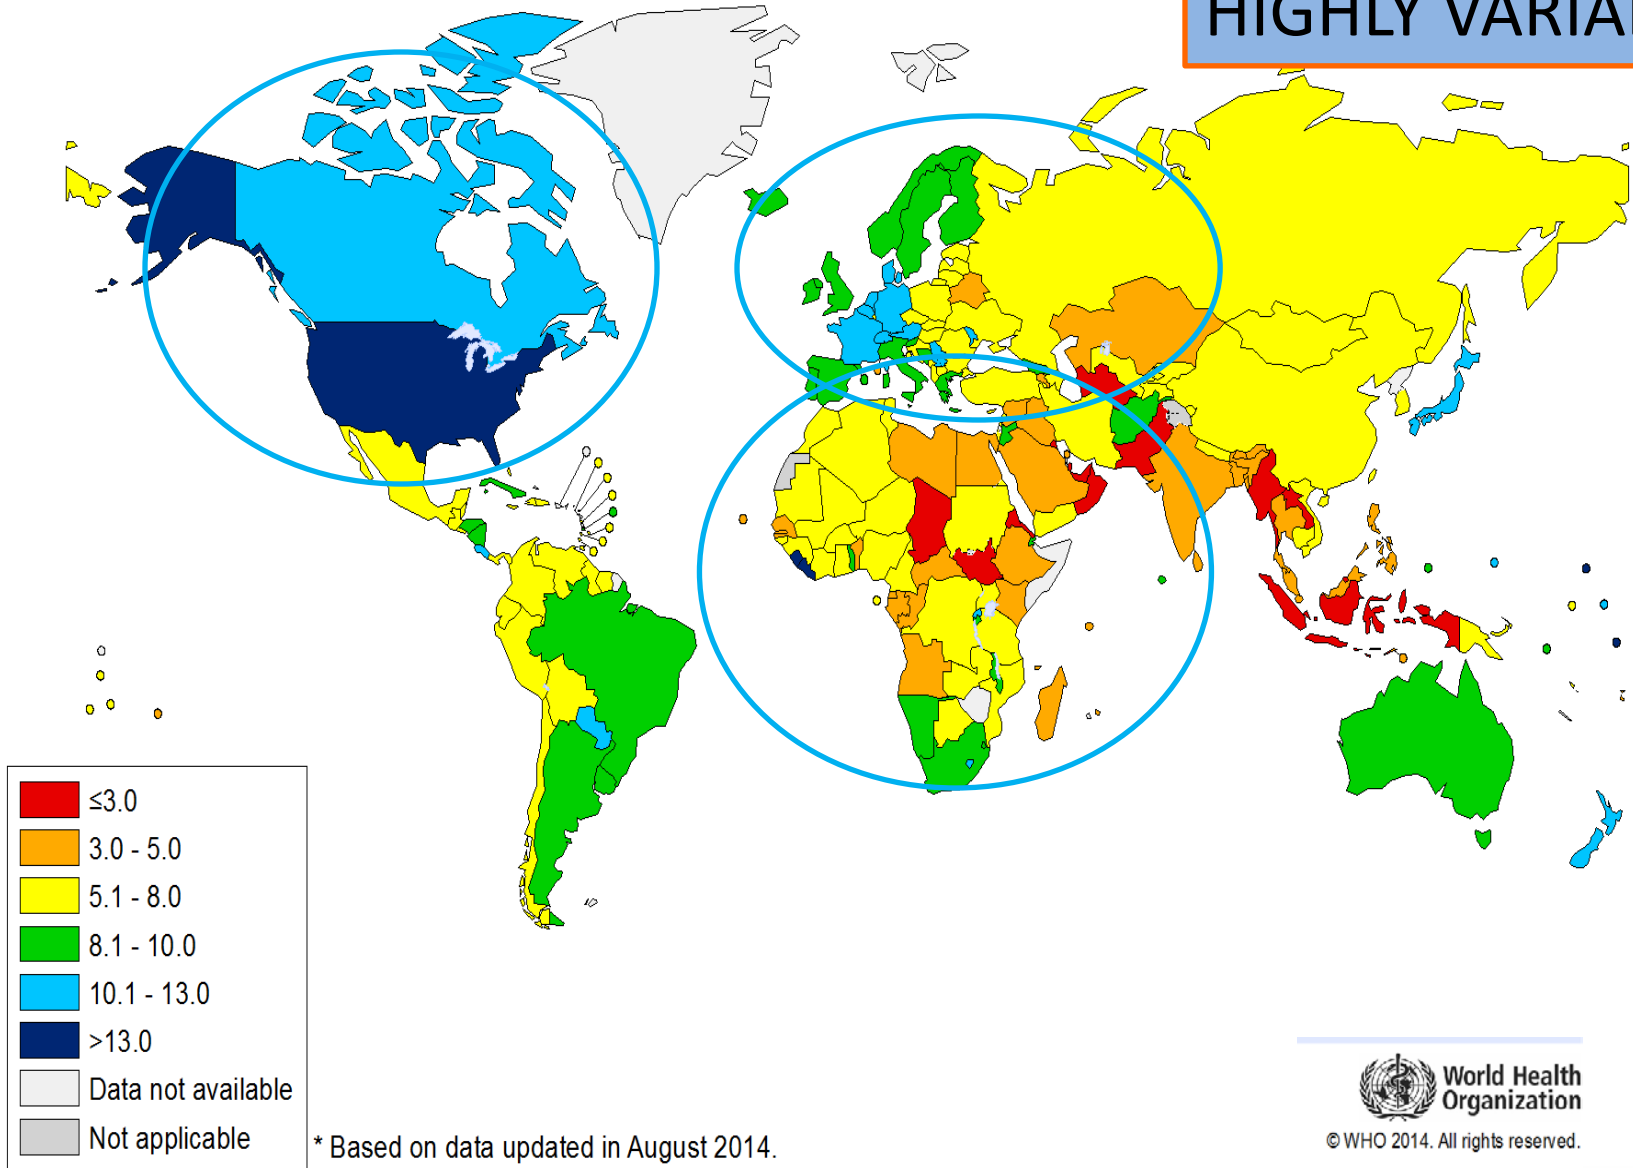 HIGHLY VARIA
≤3.0
3.0 - 5.0
5.1 - 8.0
8.1 - 10.0
10.1 - 13.0
>13.0
Data not available
Not applicable
* Based on data updated in August 2014.
World Health
Organization
© WHO 2014. All rights reserved.